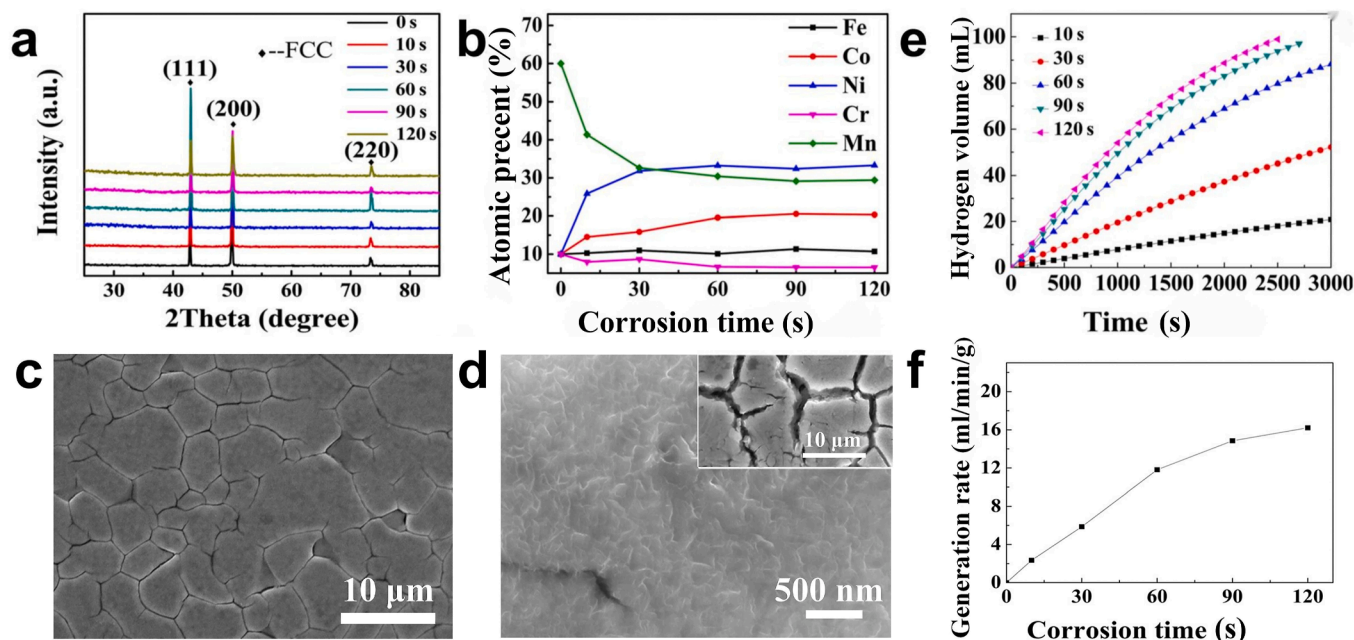 a
Intensity (a.u.)
◆--FCC
(111)
(200)
(220)
0 s
10 s
30 s
60 s
90 s
120 s
30 40 50 60 70 80
2Theta (degree)
b
Atomic precent (%)
70
60
50
40
30
20
10
Fe
Co
Ni
Cr
Mn
0 30 60 90 120
Corrosion time (s)
e
Hydrogen volume (mL)
100
80
60
40
20
0
10 s
30 s
60 s
90 s
120 s
0 500 1000 1500 2000 2500 3000
Time (s)
c
10 μm
d
10 μm
500 nm
f
Generation rate (ml/min/g)
20
16
12
8
4
0
0 30 60 90 120
Corrosion time (s)